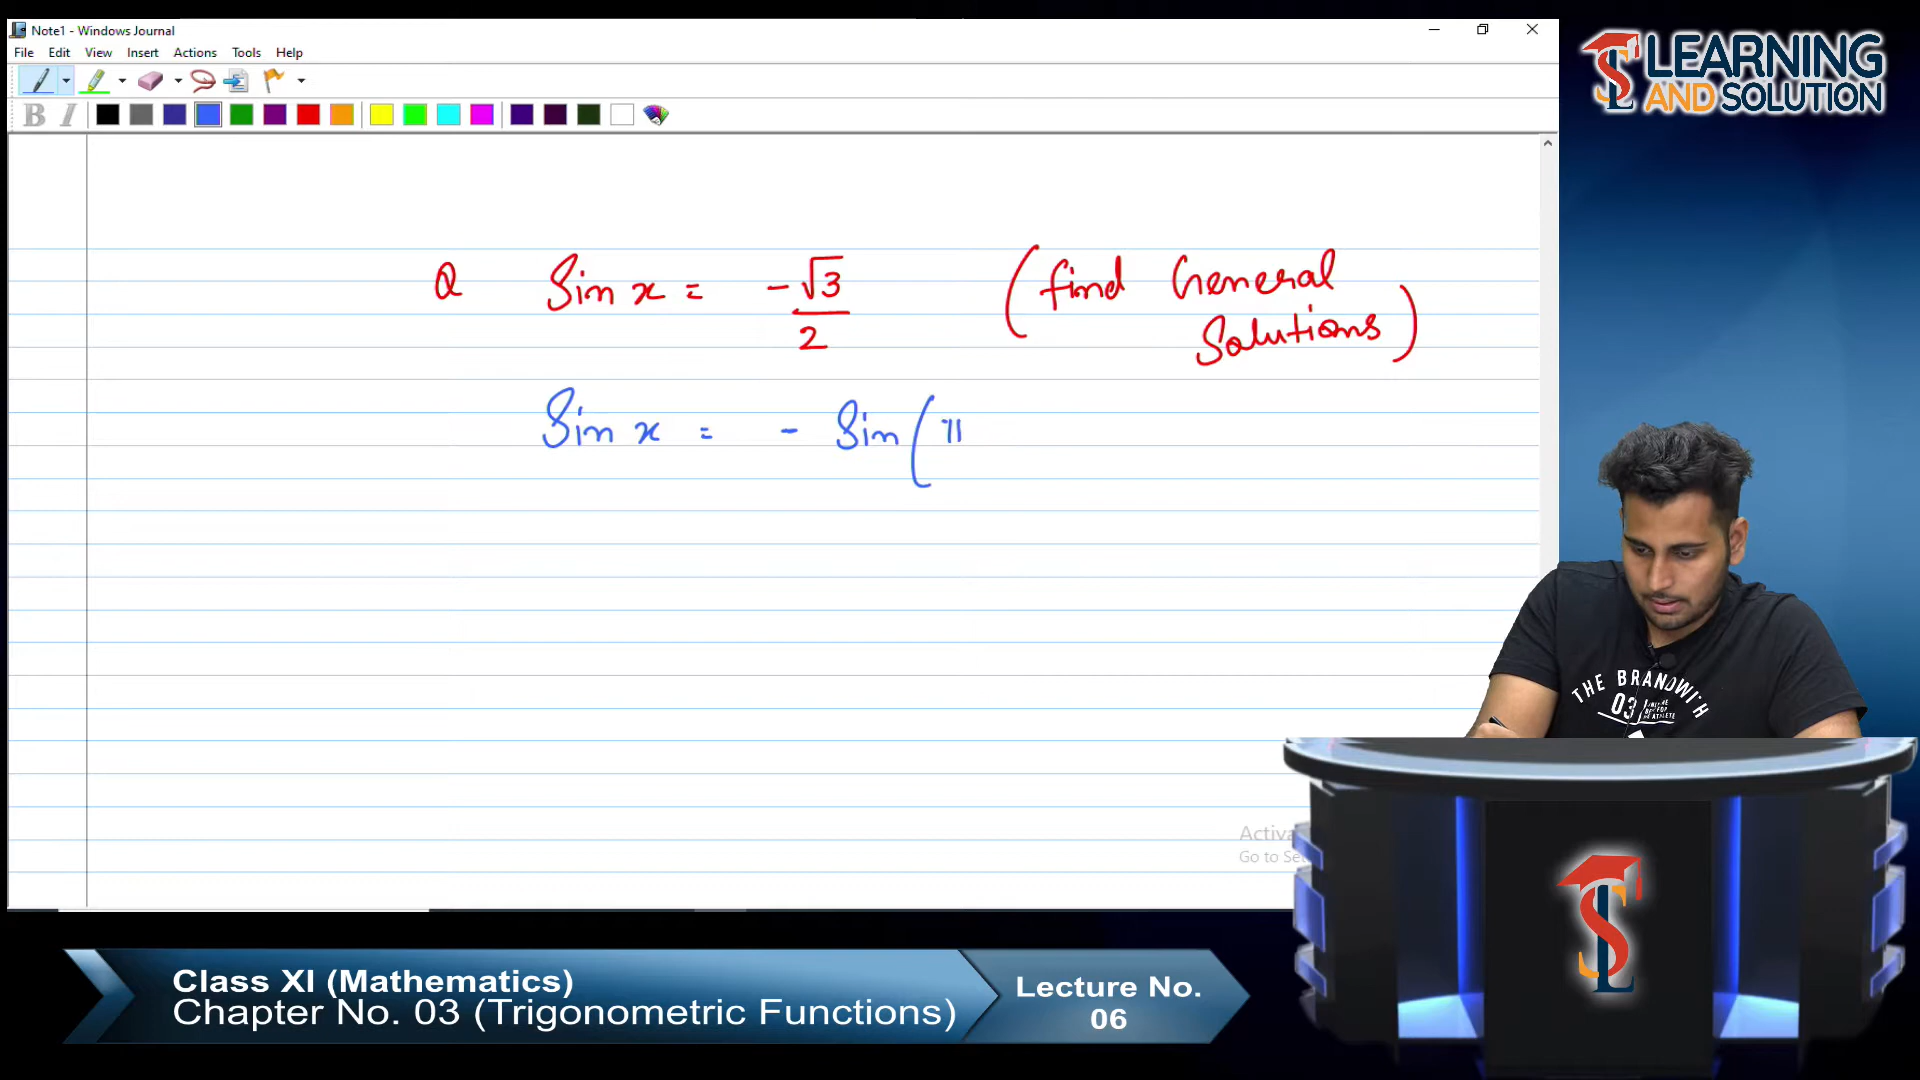 Note1 - Windows Journal
File Edit View Insert Actions Tools Help
B I
LEARNING
AND SOLUTION
SL
Q Sin x = -√3/2 (find General
Solutions)
Sin x = - Sin(π
THE BRANDWITH
03
Go to Se
Class XI (Mathematics)
Chapter No. 03 (Trigonometric Functions)
Lecture No.
06
SL